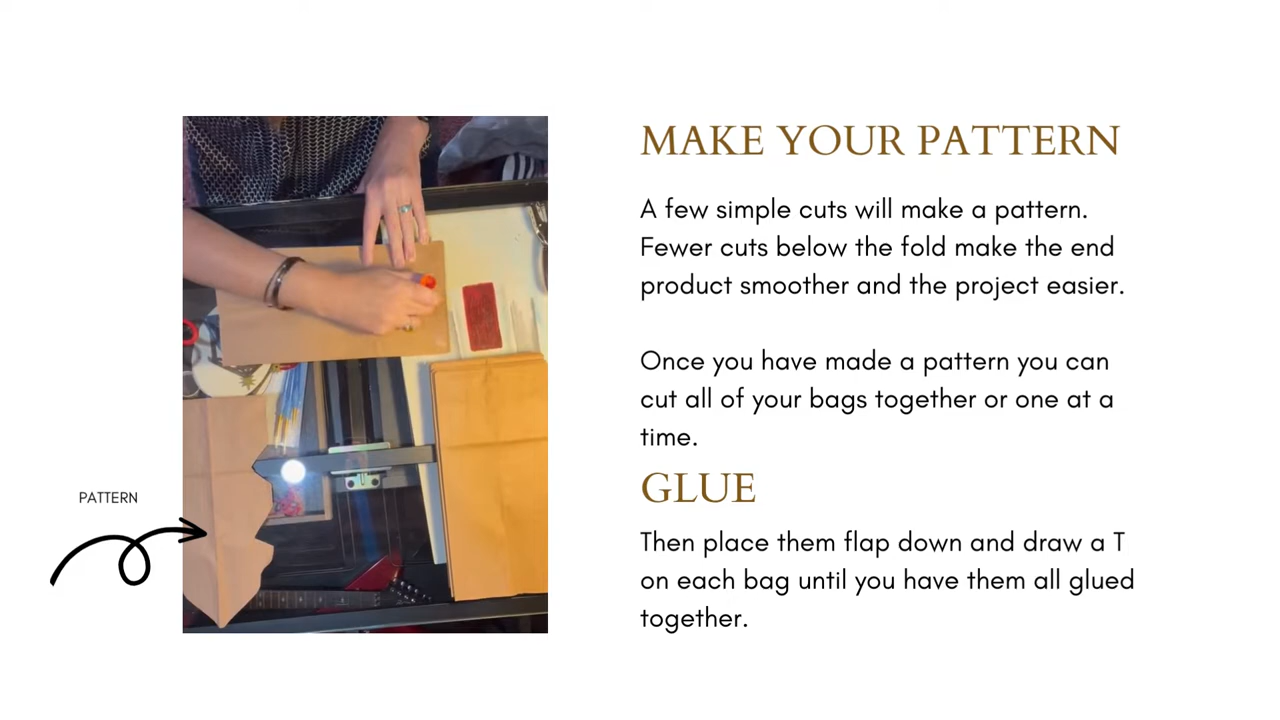 MAKE YOUR PATTERN
A few simple cuts will make a pattern.
Fewer cuts below the fold make the end
product smoother and the project easier.
Once you have made a pattern you can
cut all of your bags together or one at a
time.
GLUE
Then place them flap down and draw a T
on each bag until you have them all glued
together.
PATTERN